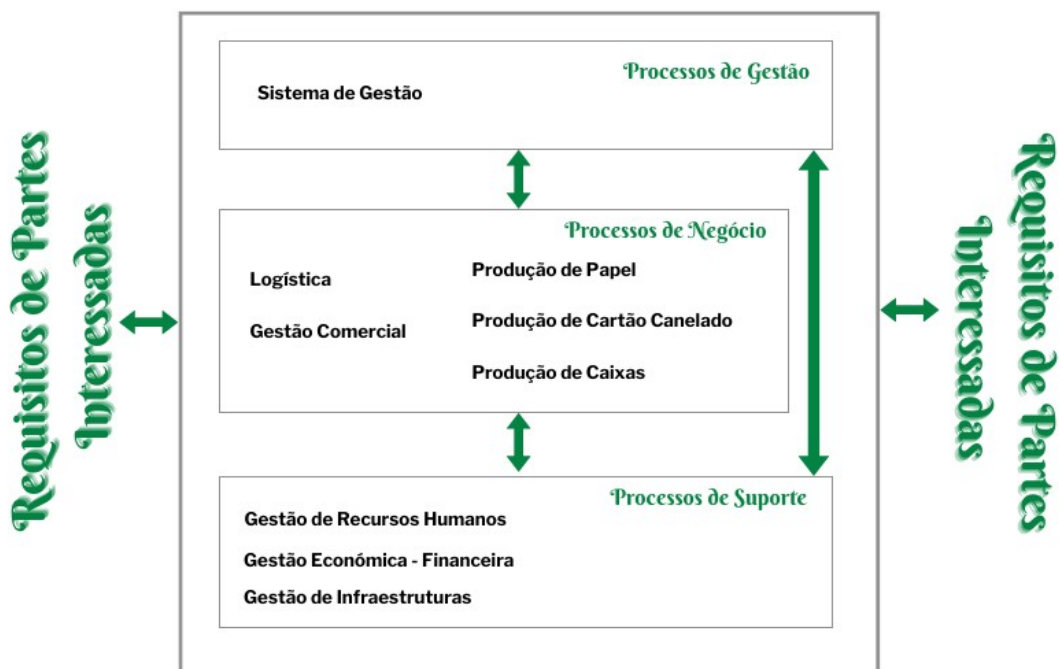 Requisitos de Partes
Interessadas
Processos de Gestão
Sistema de Gestão
Processos de Negócio
Logística
Gestão Comercial
Produção de Papel
Produção de Cartão Canelado
Produção de Caixas
Processos de Suporte
Gestão de Recursos Humanos
Gestão Económica - Financeira
Gestão de Infraestruturas
Requisitos de Partes
Interessadas